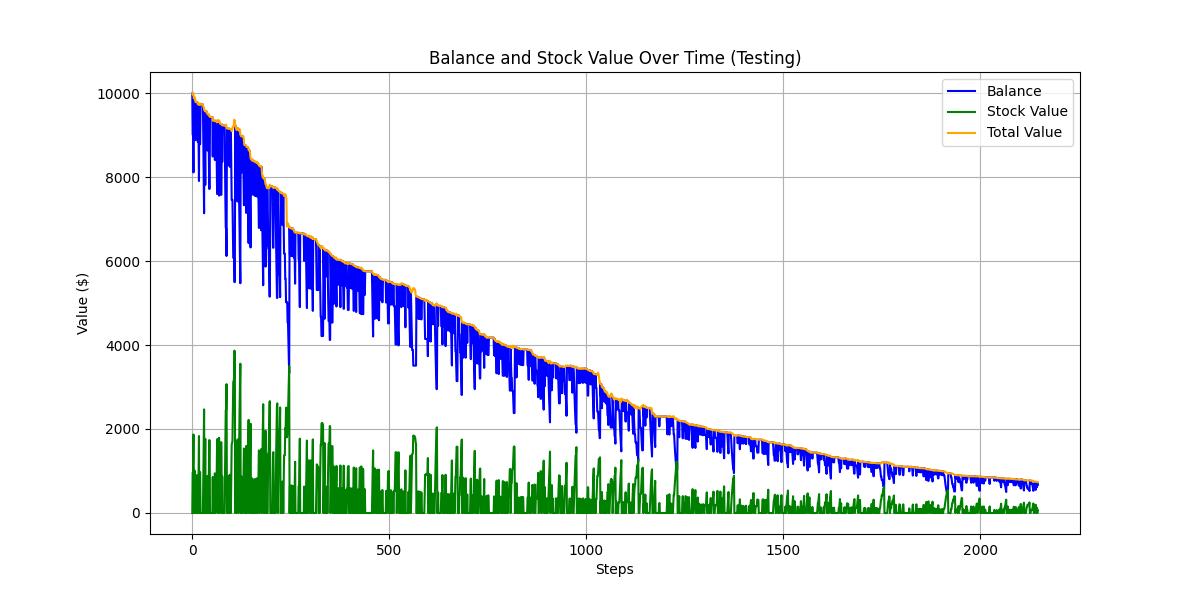 Balance and Stock Value Over Time (Testing)
Balance
Stock Value
Total Value
Value ($)
10000
8000
6000
4000
2000
0
0 500 1000 1500 2000
Steps